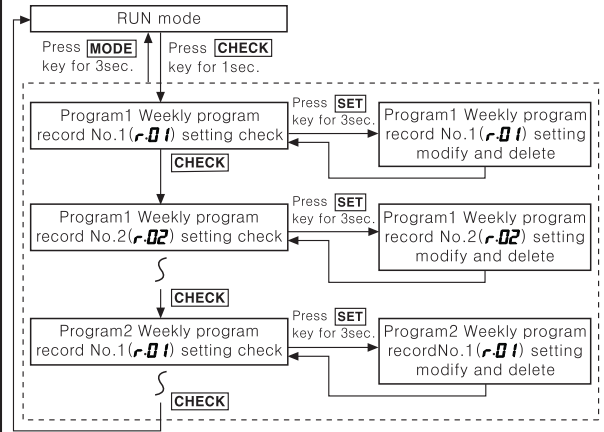 RUN mode
Press MODE
key for 3sec.
Press CHECK
key for 1sec.
Program1 Weekly program
record No.1(r.01) setting check
Press SET
key for 3sec.
Program1 Weekly program
record No.1(r.01) setting
modify and delete
CHECK
Program1 Weekly program
record No.2(r.02) setting check
Press SET
key for 3sec.
Program1 Weekly program
record No.2(r.02) setting
modify and delete
CHECK
Program2 Weekly program
record No.1(r.01) setting check
Press SET
key for 3sec.
Program2 Weekly program
recordNo.1(r.01) setting
modify and delete
CHECK